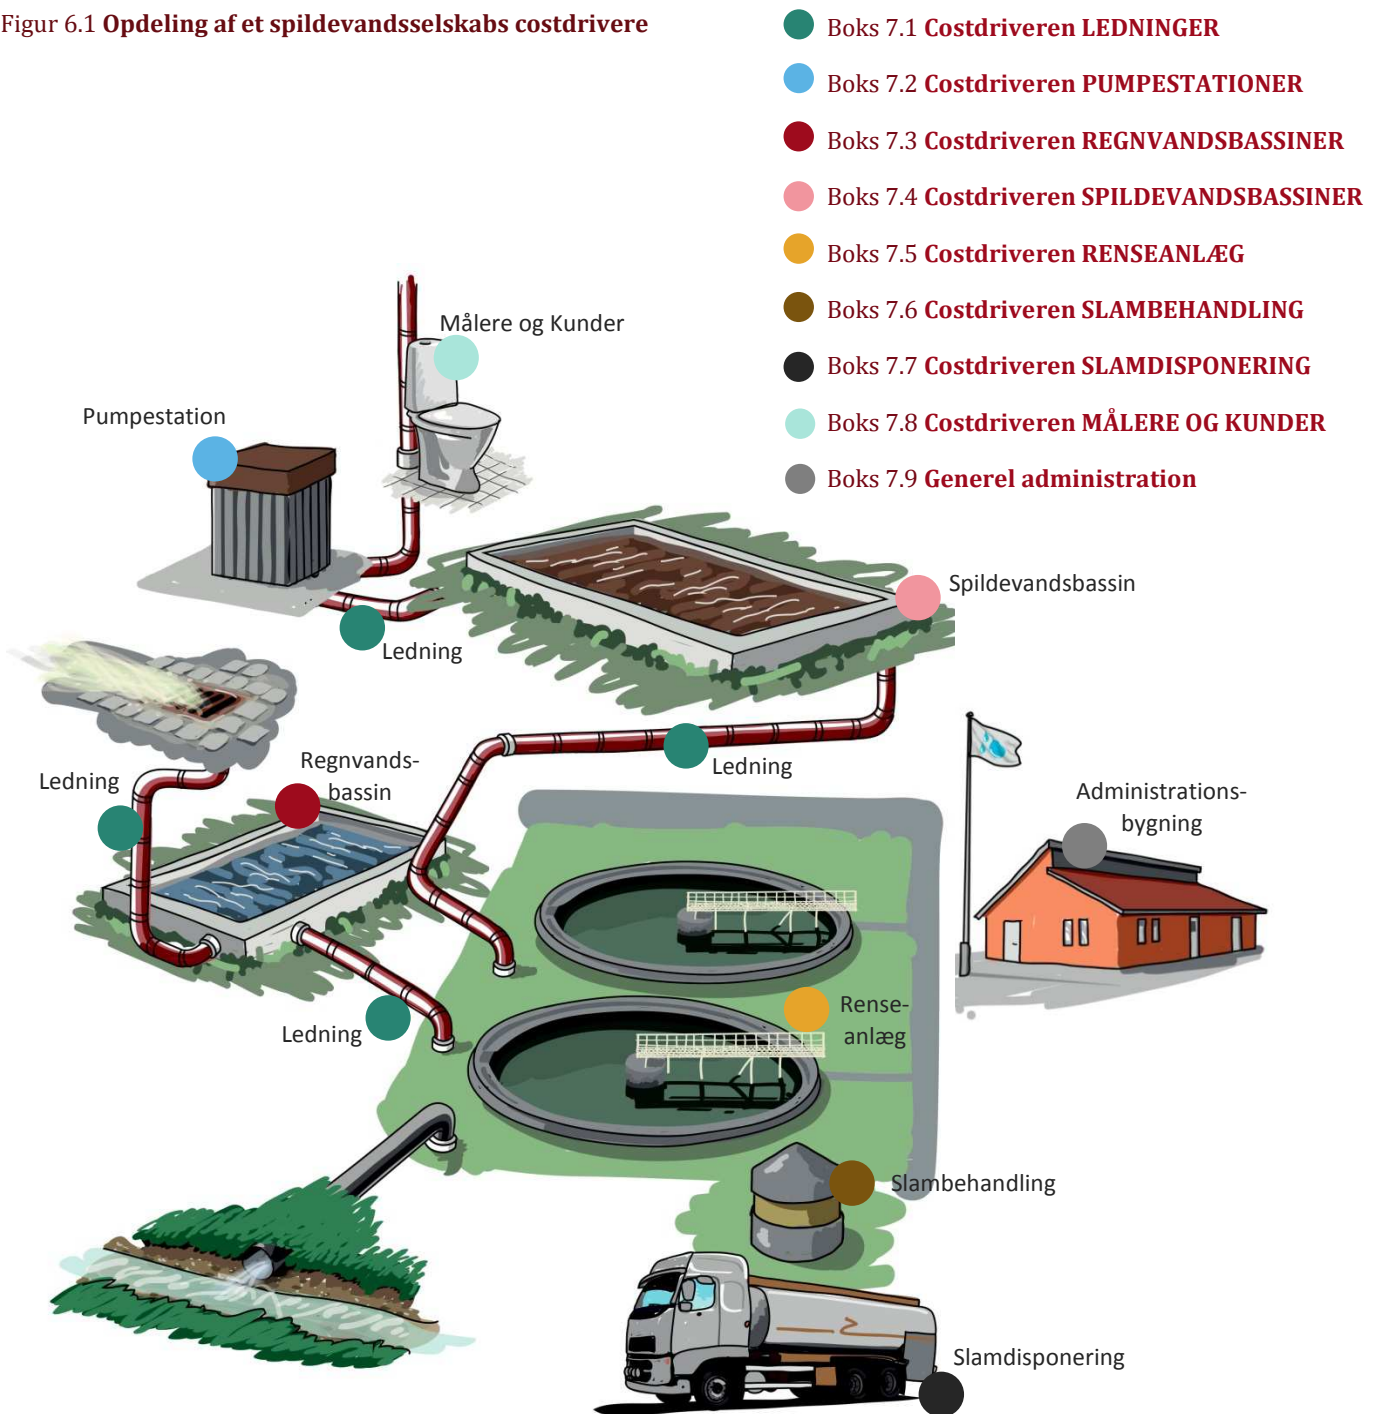 Figur 6.1 Opdeling af et spildevandsselskabs costdrivere
Boks 7.1 Costdriveren LEDNINGER
Boks 7.2 Costdriveren PUMPESTATIONER
Boks 7.3 Costdriveren REGNVANDSBASSINER
Boks 7.4 Costdriveren SPILDEVANDSBASSINER
Boks 7.5 Costdriveren RENSEANLÆG
Boks 7.6 Costdriveren SLAMBEHANDLING
Boks 7.7 Costdriveren SLAMDISPONERING
Boks 7.8 Costdriveren MÅLERE OG KUNDER
Boks 7.9 Generel administration
Målere og Kunder
Pumpestation
Spildevandsbassin
Ledning
Ledning
Regnvands-
bassin
Ledning
Administrations-
bygning
Rense-
anlæg
Ledning
Slambehandling
Slamdisponering